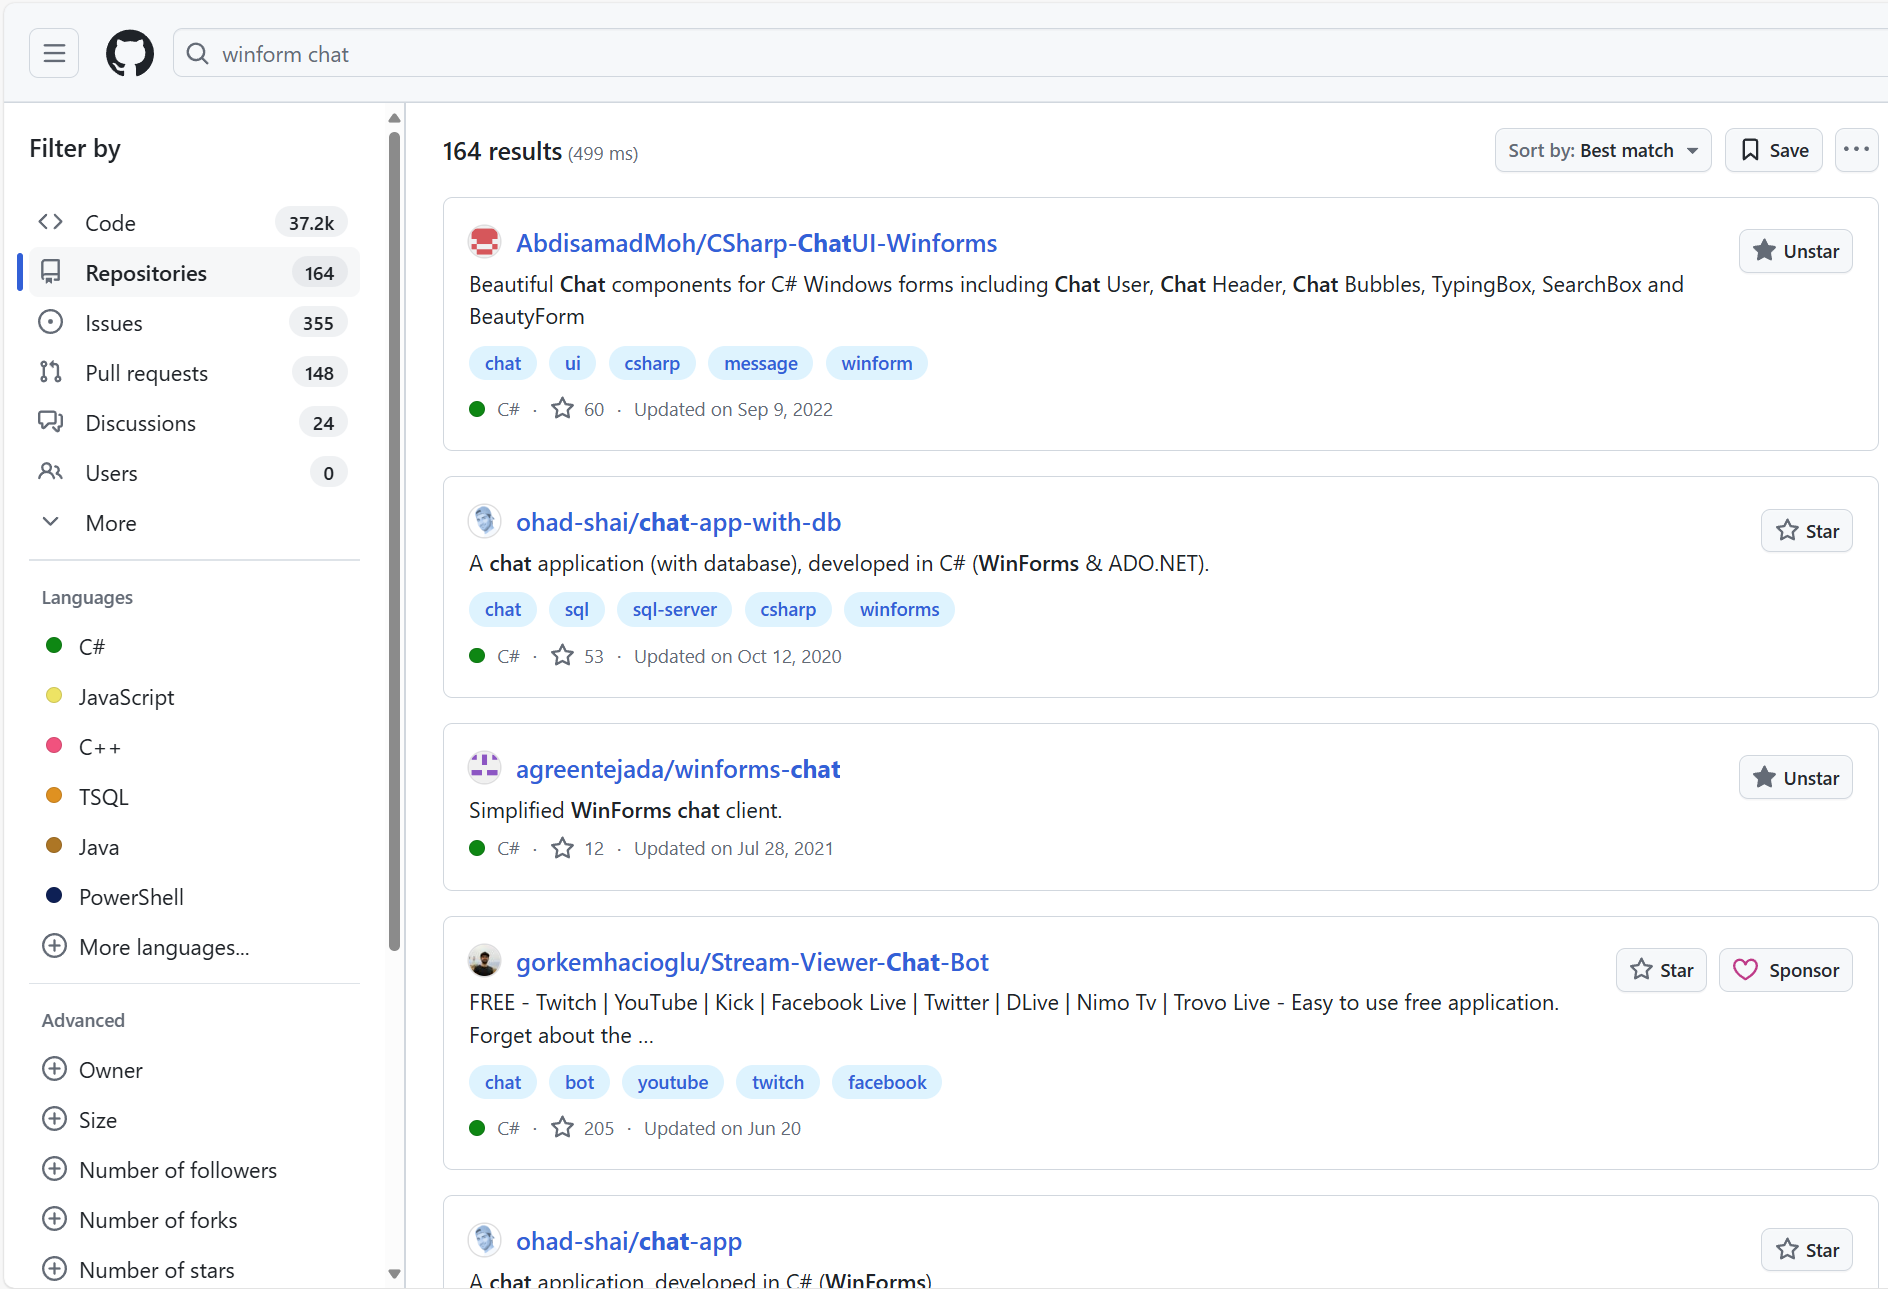 winform chat
Filter by
Code 37.2k
Repositories 164
Issues 355
Pull requests 148
Discussions 24
Users 0
More
Languages
C#
JavaScript
C++
TSQL
Java
PowerShell
More languages...
Advanced
Owner
Size
Number of followers
Number of forks
Number of stars
164 results (499 ms)
Sort by: Best match
Save
AbdisamadMoh/CSharp-ChatUI-Winforms
Unstar
Beautiful Chat components for C# Windows forms including Chat User, Chat Header, Chat Bubbles, TypingBox, SearchBox and
BeautyForm
chat ui csharp message winform
C# · 60 · Updated on Sep 9, 2022
ohad-shai/chat-app-with-db
Star
A chat application (with database), developed in C# (WinForms & ADO.NET).
chat sql sql-server csharp winforms
C# · 53 · Updated on Oct 12, 2020
agreentejada/winforms-chat
Unstar
Simplified WinForms chat client.
C# · 12 · Updated on Jul 28, 2021
gorkemhacioglu/Stream-Viewer-Chat-Bot
Star Sponsor
FREE - Twitch | YouTube | Kick | Facebook Live | Twitter | DLive | Nimo Tv | Trovo Live - Easy to use free application.
Forget about the ...
chat bot youtube twitch facebook
C# · 205 · Updated on Jun 20
ohad-shai/chat-app
Star
A chat application, developed in C# (WinForms)